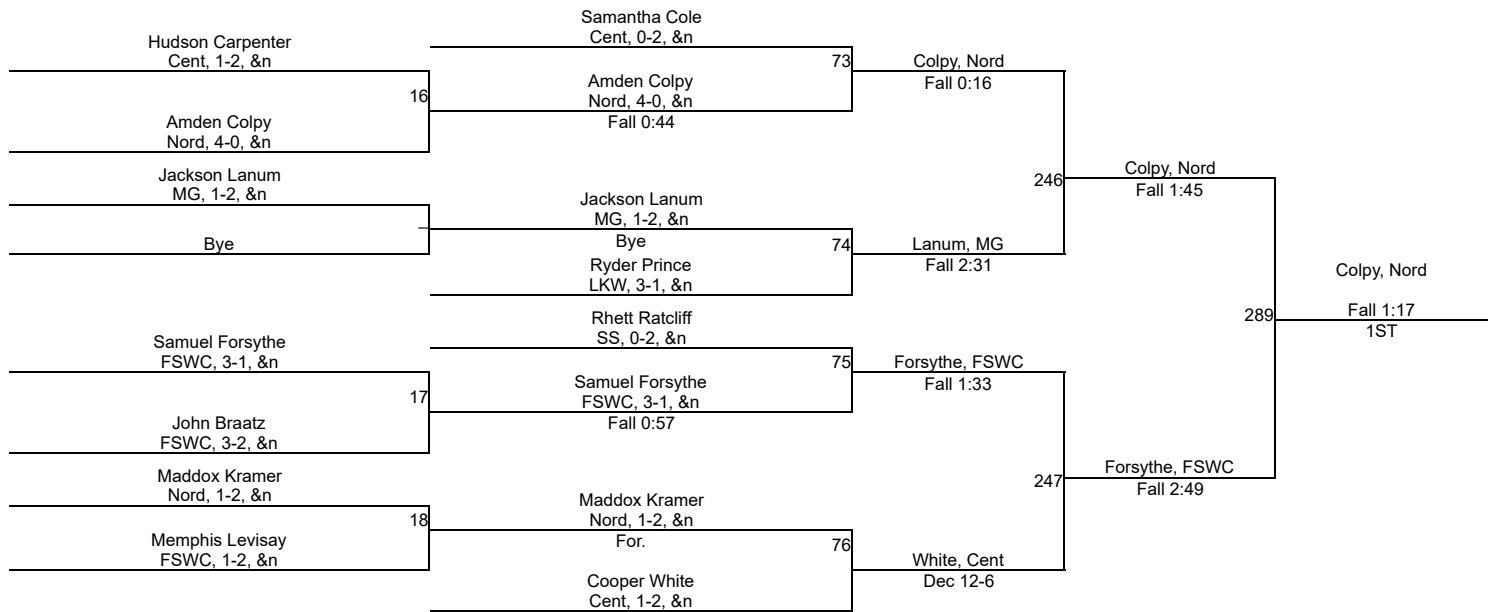 Hudson Carpenter
Cent, 1-2, &n
16
Amden Colpy
Nord, 4-0, &n
Jackson Lanum
MG, 1-2, &n
Bye
Samuel Forsythe
FSWC, 3-1, &n
17
John Braatz
FSWC, 3-2, &n
Maddox Kramer
Nord, 1-2, &n
18
Memphis Levisay
FSWC, 1-2, &n
Samantha Cole
Cent, 0-2, &n
73
Amden Colpy
Nord, 4-0, &n
Fall 0:44
Jackson Lanum
MG, 1-2, &n
Bye
74
Ryder Prince
LKW, 3-1, &n
Rhett Ratcliff
SS, 0-2, &n
75
Samuel Forsythe
FSWC, 3-1, &n
Fall 0:57
Maddox Kramer
Nord, 1-2, &n
For.
76
Cooper White
Cent, 1-2, &n
Colpy, Nord
Fall 0:16
246
Lanum, MG
Fall 2:31
Forsythe, FSWC
Fall 1:33
247
White, Cent
Dec 12-6
Colpy, Nord
Fall 1:45
289
Forsythe, FSWC
Fall 2:49
Colpy, Nord
Fall 1:17
1ST